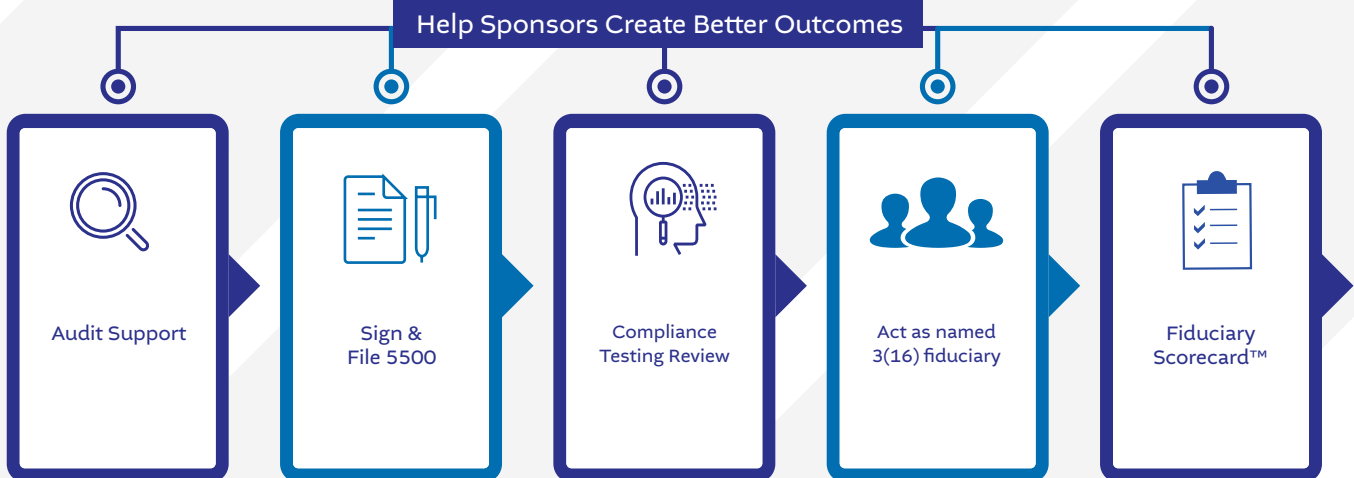 Help Sponsors Create Better Outcomes
Audit Support
Sign &
File 5500
Compliance
Testing Review
Act as named
3(16) fiduciary
Fiduciary
Scorecard™